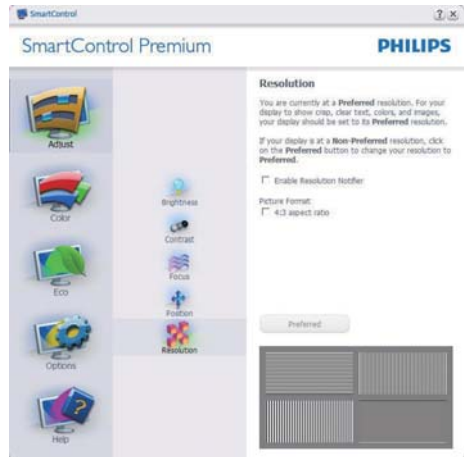 SmartControl
SmartControl Premium
PHILIPS
Adjust
Color
Eco
Options
Help
Brightness
Contrast
Focus
Position
Resolution
Resolution
You are currently at a Preferred resolution. For your
display to show crisp, clear text, colors, and images,
your display should be set to its Preferred resolution.
If your display is at a Non-Preferred resolution, click
on the Preferred button to change your resolution to
Preferred.
Enable Resolution Notifier
Picture Format
4:3 aspect ratio
Preferred